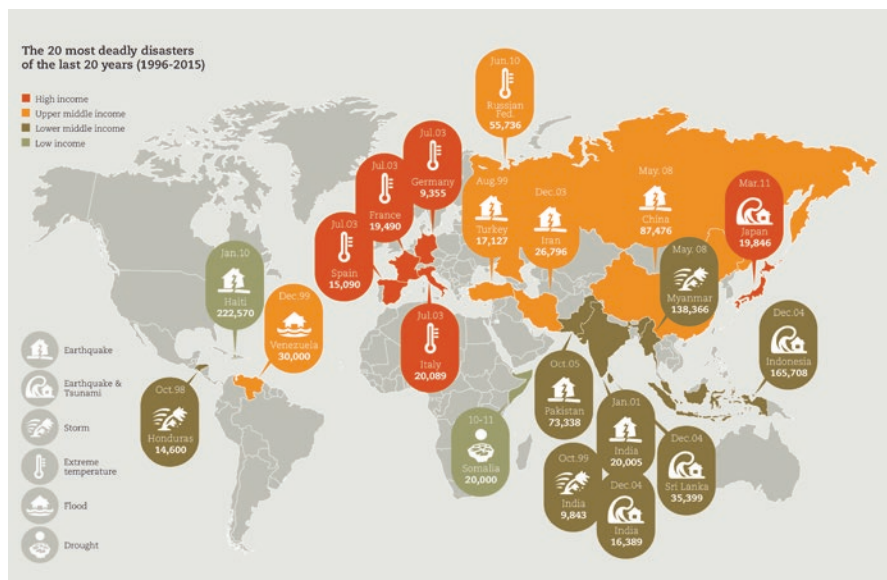 The 20 most deadly disasters
of the last 20 years (1996-2015)
High income
Upper middle income
Lower middle income
Low income
Jun.10
Russian
Fed.
55,736
Jul.03
Germany
9,355
Jul.03
France
19,490
Jul.03
Spain
15,090
Aug.99
Turkey
17,127
Dec.03
Iran
26,796
May. 08
China
87,476
Mar.11
Japan
19,846
Jan.10
Haiti
222,570
May. 08
Myanmar
138,366
Dec.99
Venezuela
30,000
Jul.03
Italy
20,089
Dec.04
Indonesia
165,708
Oct.98
Honduras
14,600
Oct.05
Pakistan
73,338
10-11
Somalia
20,000
Jan.01
India
20,005
Dec.04
Sri Lanka
35,399
Oct.99
India
9,843
Dec.04
India
16,389
Earthquake
Earthquake &
Tsunami
Storm
Extreme
temperature
Flood
Drought